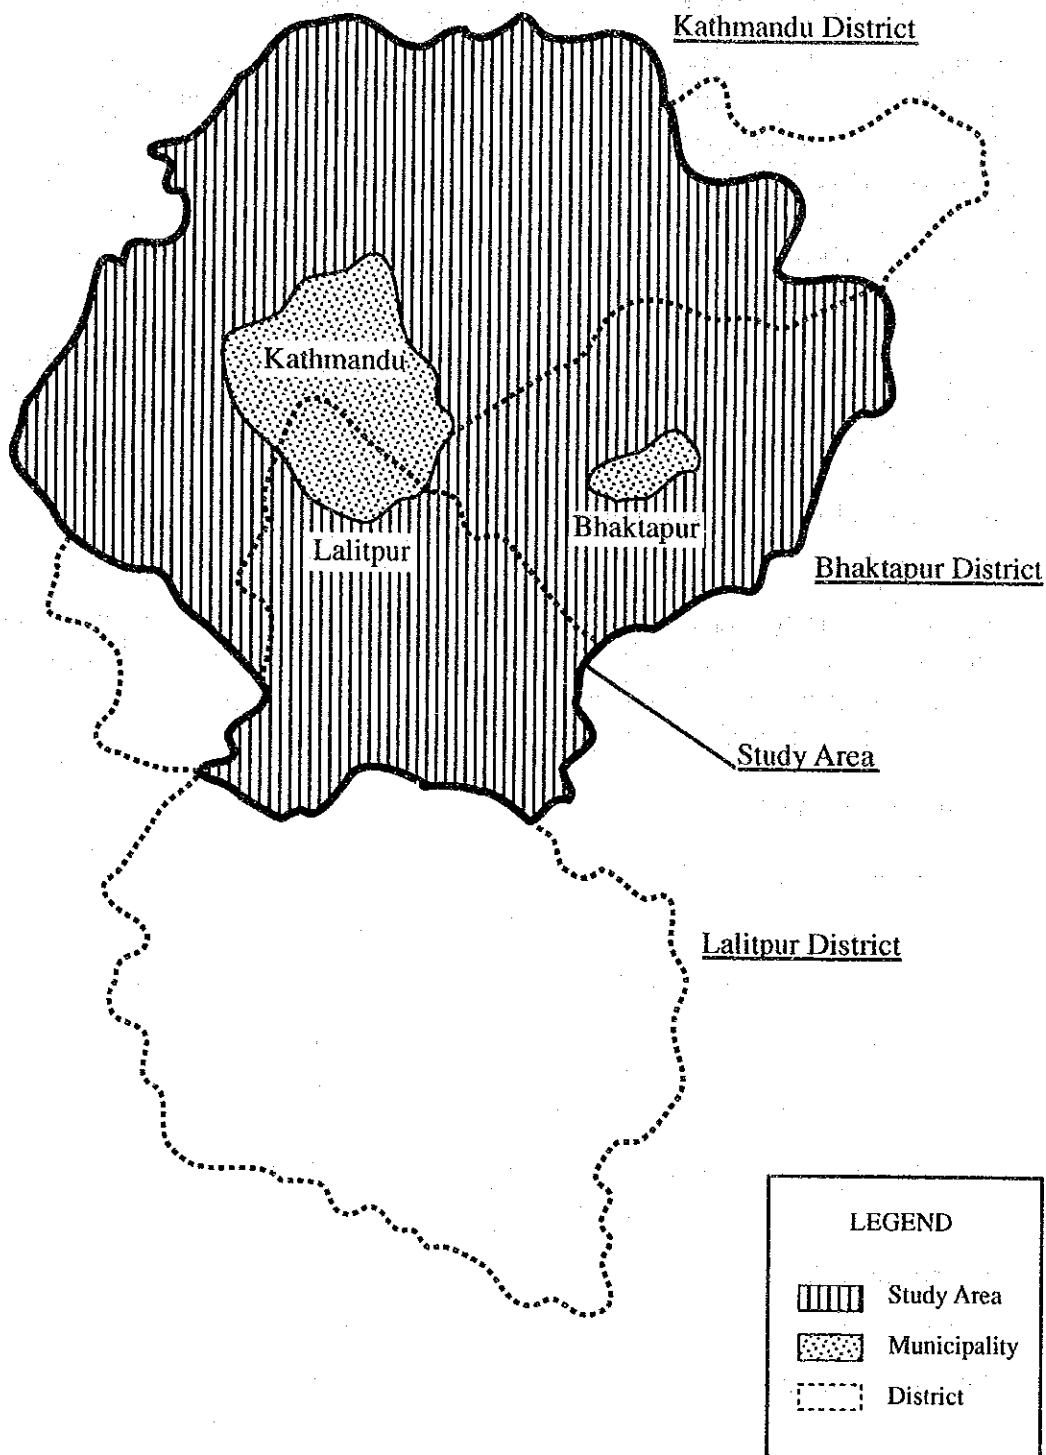 Kathmandu District
Kathmandu
Bhaktapur
Lalitpur
Bhaktapur District
Study Area
Lalitpur District
LEGEND
Study Area
Municipality
District